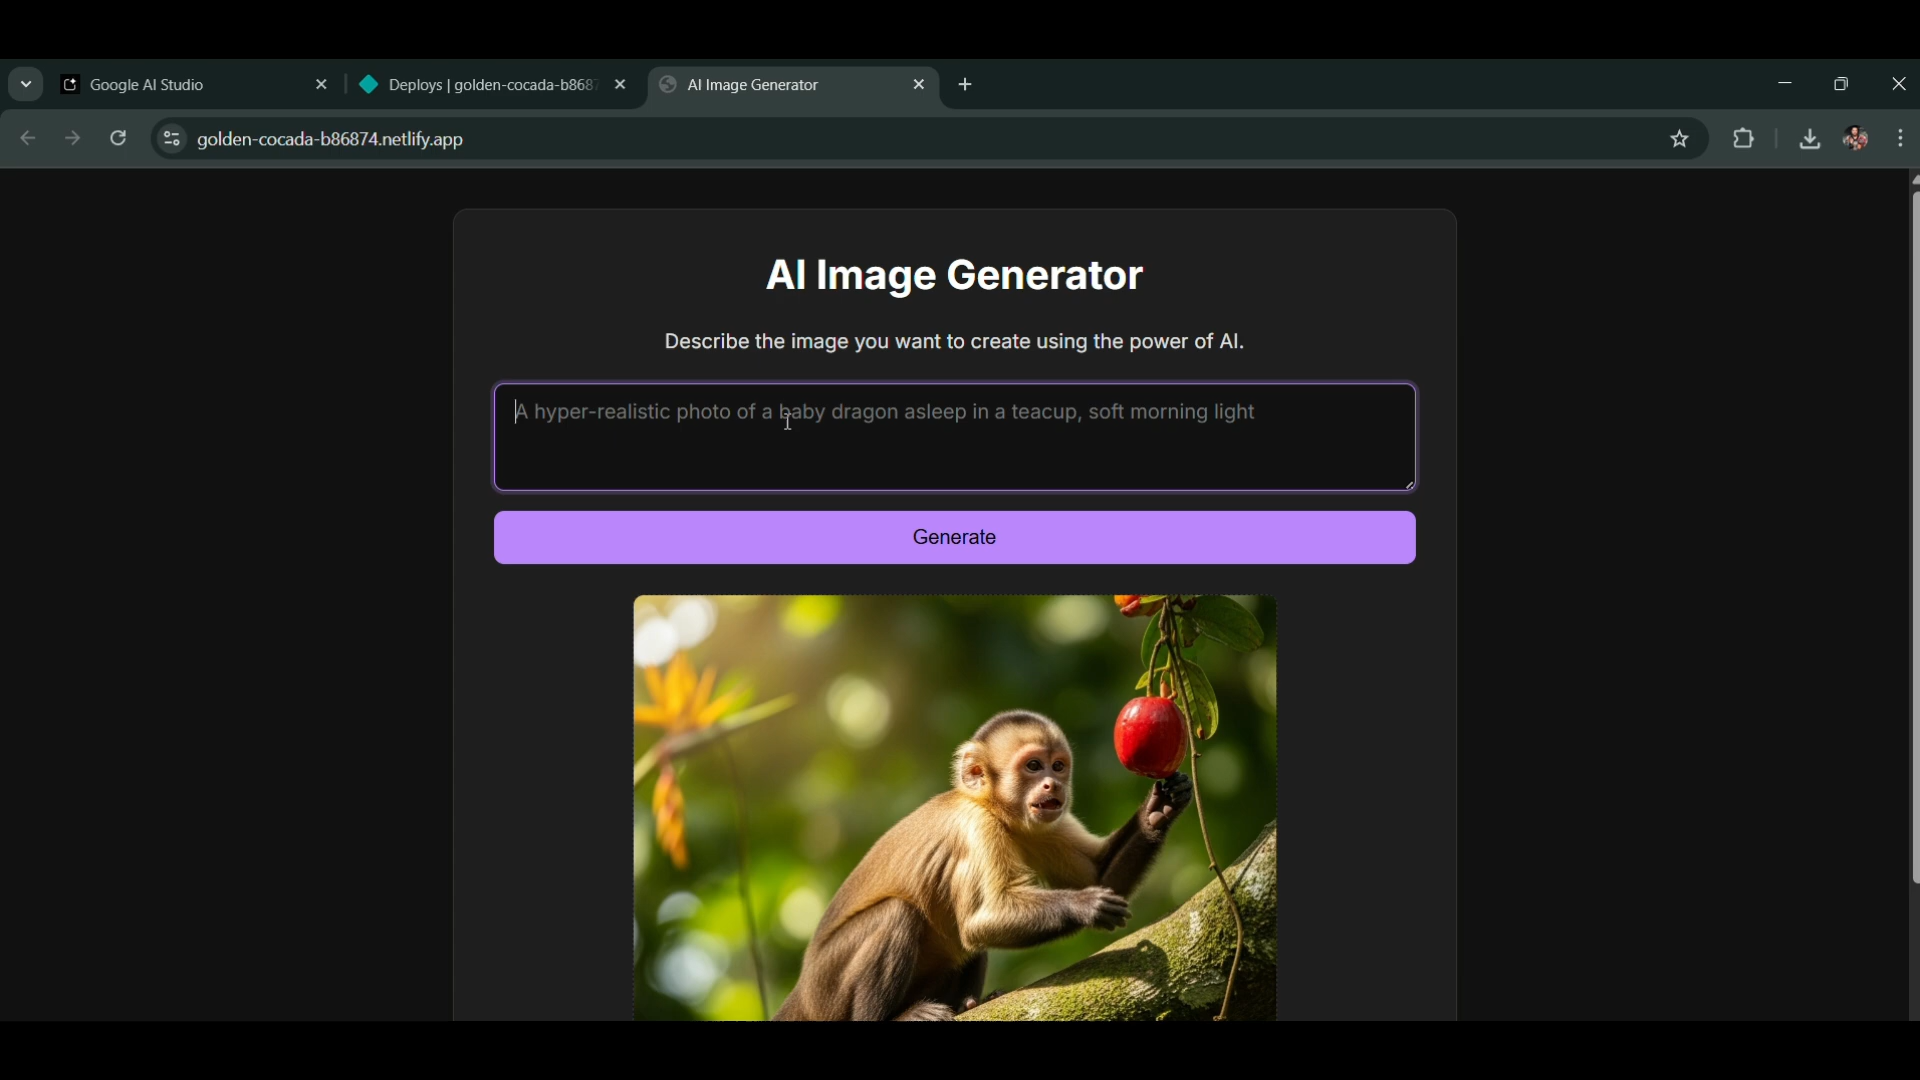 Google AI Studio
Deploys | golden-cocada-b8687
AI Image Generator
golden-cocada-b86874.netlify.app
AI Image Generator
Describe the image you want to create using the power of AI.
A hyper-realistic photo of a baby dragon asleep in a teacup, soft morning light
Generate